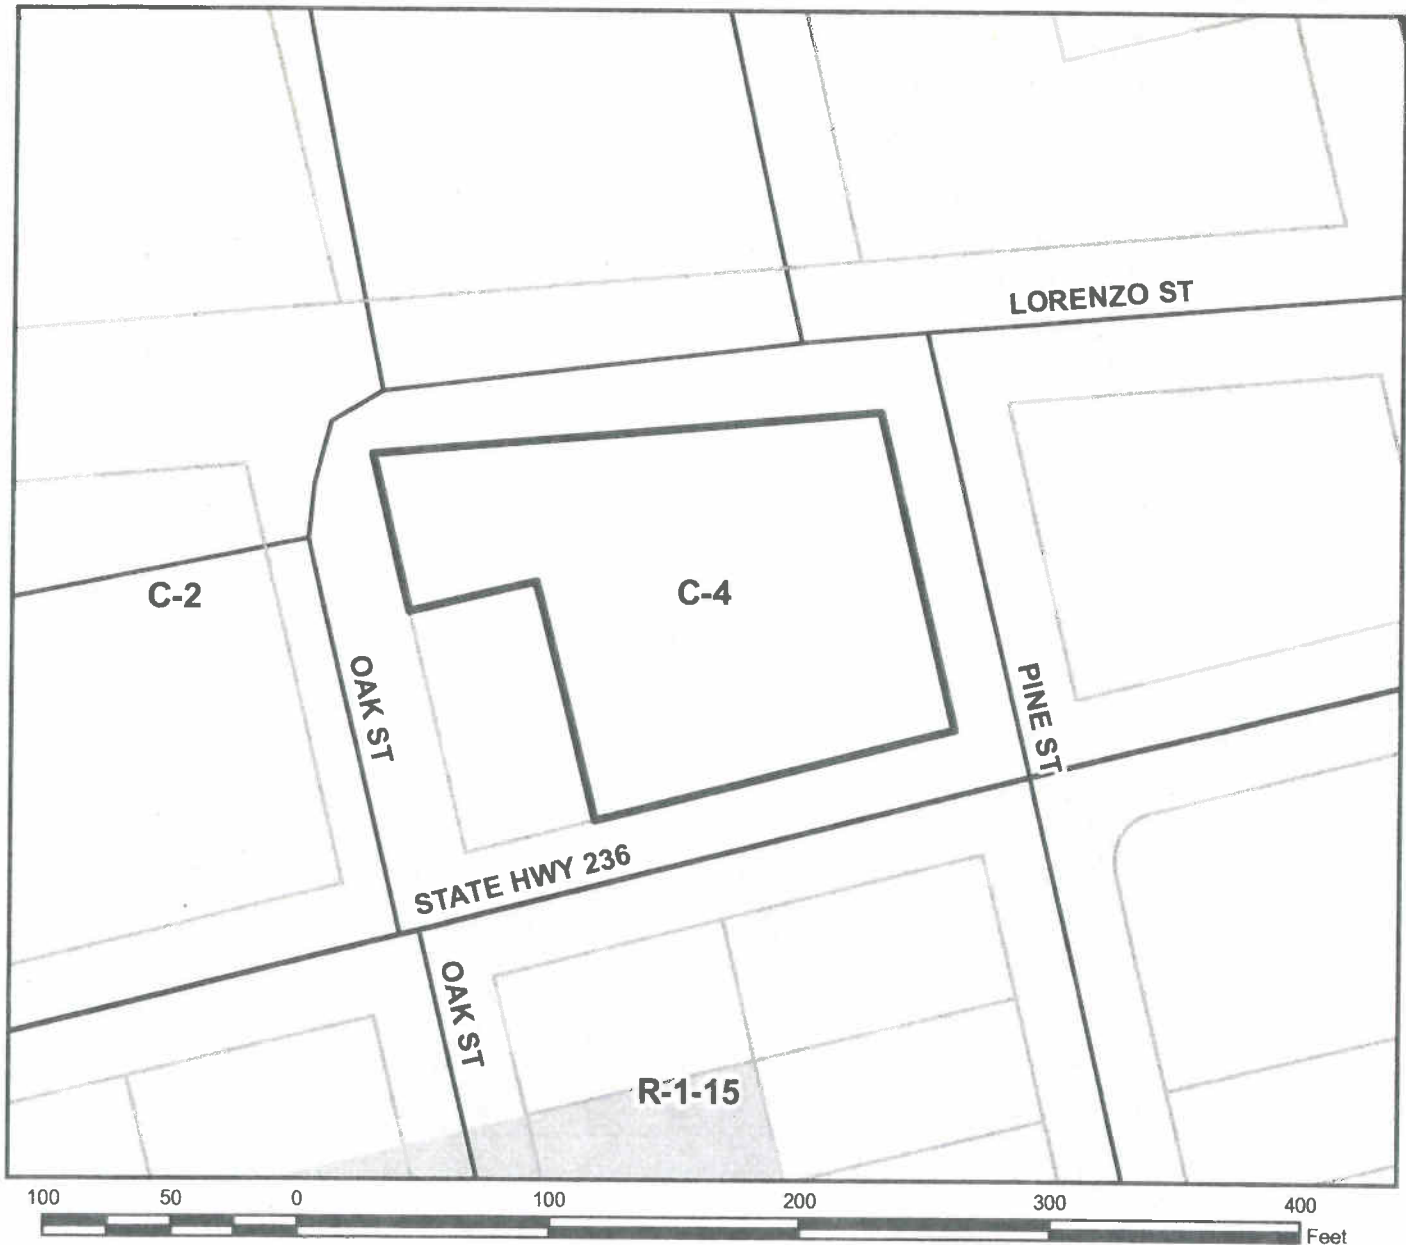 LORENZO ST
C-2
C-4
OAK ST
PINE ST
STATE HWY 236
OAK ST
R-1-15
100 50 0 100 200 300 400
Feet